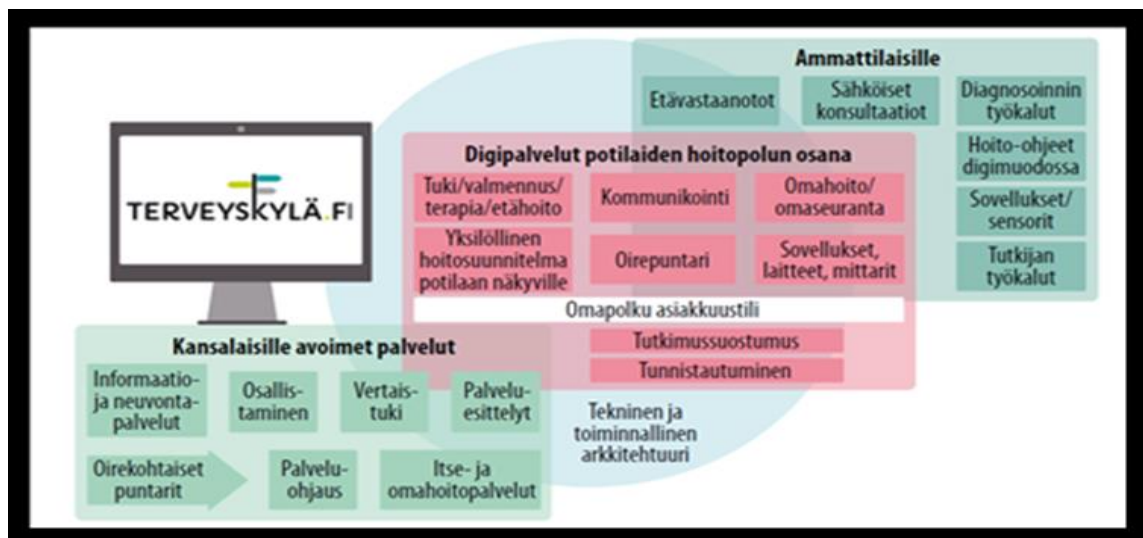 TERVEYSKYLÄ.FI
Ammattilaisille
Etävastaanotot
Sähköiset
konsultaatiot
Diagnosoinnin
työkalut
Hoito-ohjeet
digimuodossa
Sovellukset/
sensorit
Tutkijan
työkalut
Digipalvelut potilaiden hoitopolun osana
Tuki/valmennus/
terapia/etähoito
Kommunikointi
Omahoito/
omaseuranta
Yksilöllinen
hoitosuunnitelma
potilaan näkyville
Oirepuntari
Sovellukset,
laitteet, mittarit
Omapolku asiakkuustili
Tutkimussuostumus
Tunnistautuminen
Kansalaisille avoimet palvelut
Informaatio-
ja neuvonta-
palvelut
Osallis-
taminen
Vertais-
tuki
Palvelu-
esittelyt
Oirekohtaiset
puntarit
Palvelu-
ohjaus
Itse- ja
omahoitopalvelut
Tekninen ja
toiminnallinen
arkkitehtuuri